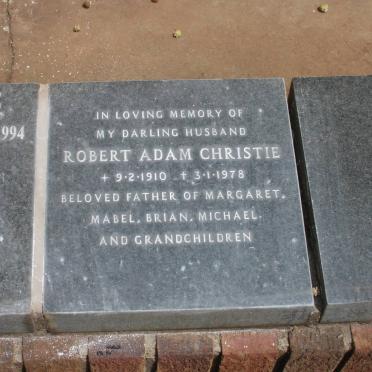 1994
IN LOVING MEMORY OF
MY DARLING HUSBAND
ROBERT ADAM CHRISTIE
+ 9·2·1910 † 3·1·1978
BELOVED FATHER OF MARGARET,
MABEL, BRIAN, MICHAEL
AND GRANDCHILDREN